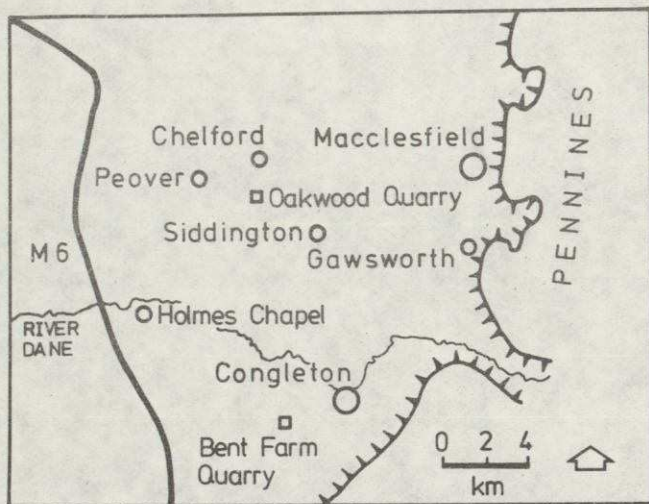 Chelford
Macclesfield
Peover
Oakwood Quarry
Siddington
Gawsworth
PENNINES
M6
RIVER
DANE
Holmes Chapel
Congleton
Bent Farm
Quarry
0 2 4
km